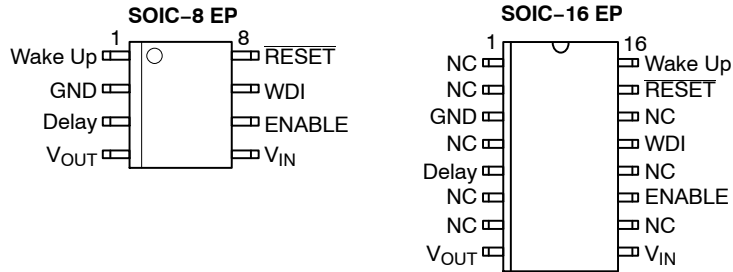 SOIC−8 EP
1 8
Wake Up RESET
GND WDI
Delay ENABLE
VOUT VIN
SOIC−16 EP
1 16
NC Wake Up
NC RESET
GND NC
NC WDI
Delay NC
NC ENABLE
NC NC
VOUT VIN